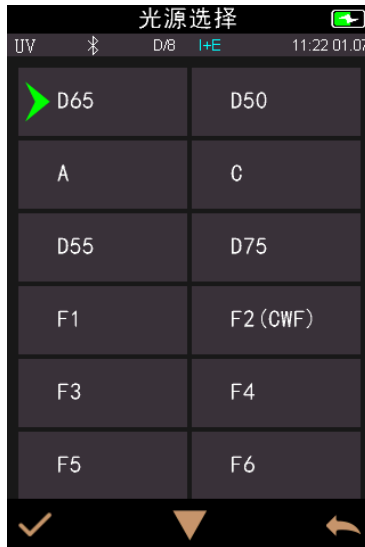 光源选择
UV D/8 I+E 11:22 01.07
D65 D50
A C
D55 D75
F1 F2(CWF)
F3 F4
F5 F6